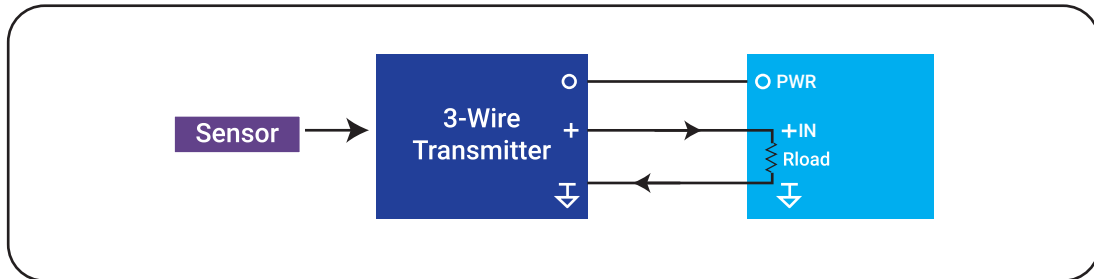 Sensor
3-Wire
Transmitter
+
PWR
+IN
Rload